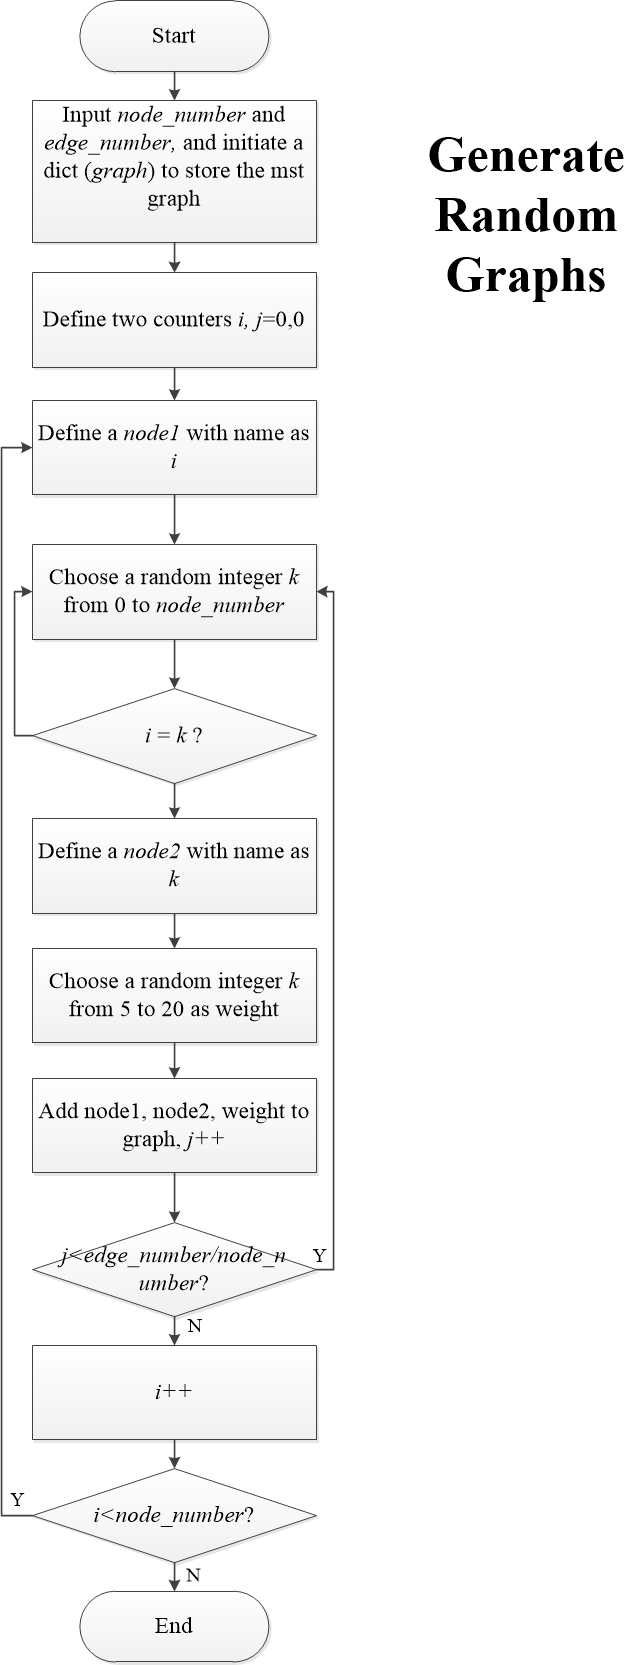 Start
Input node_number and
edge_number, and initiate a
dict (graph) to store the mst
graph
Generate
Random
Graphs
Define two counters i, j=0,0
Define a node1 with name as
i
Choose a random integer k
from 0 to node_number
i = k ?
Define a node2 with name as
k
Choose a random integer k
from 5 to 20 as weight
Add node1, node2, weight to
graph, j++
j<edge_number/node_n
umber?
Y
N
i++
i<node_number?
Y
N
End